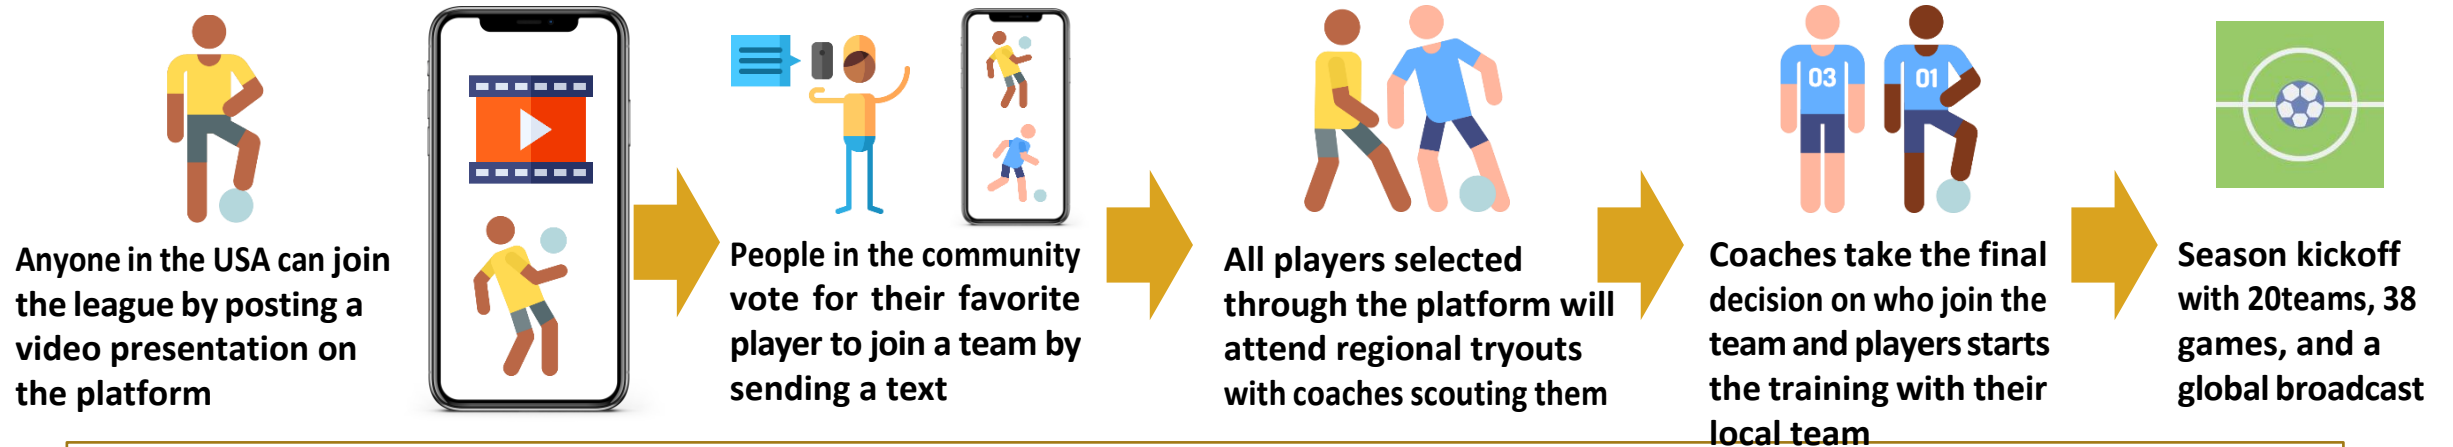 Anyone in the USA can join
the league by posting a
video presentation on
the platform
People in the community
vote for their favorite
player to join a team by
sending a text
All players selected
through the platform will
attend regional tryouts
with coaches scouting them
03
01
Coaches take the final
decision on who join the
team and players starts
the training with their
local team
Season kickoff
with 20teams, 38
games, and a
global broadcast